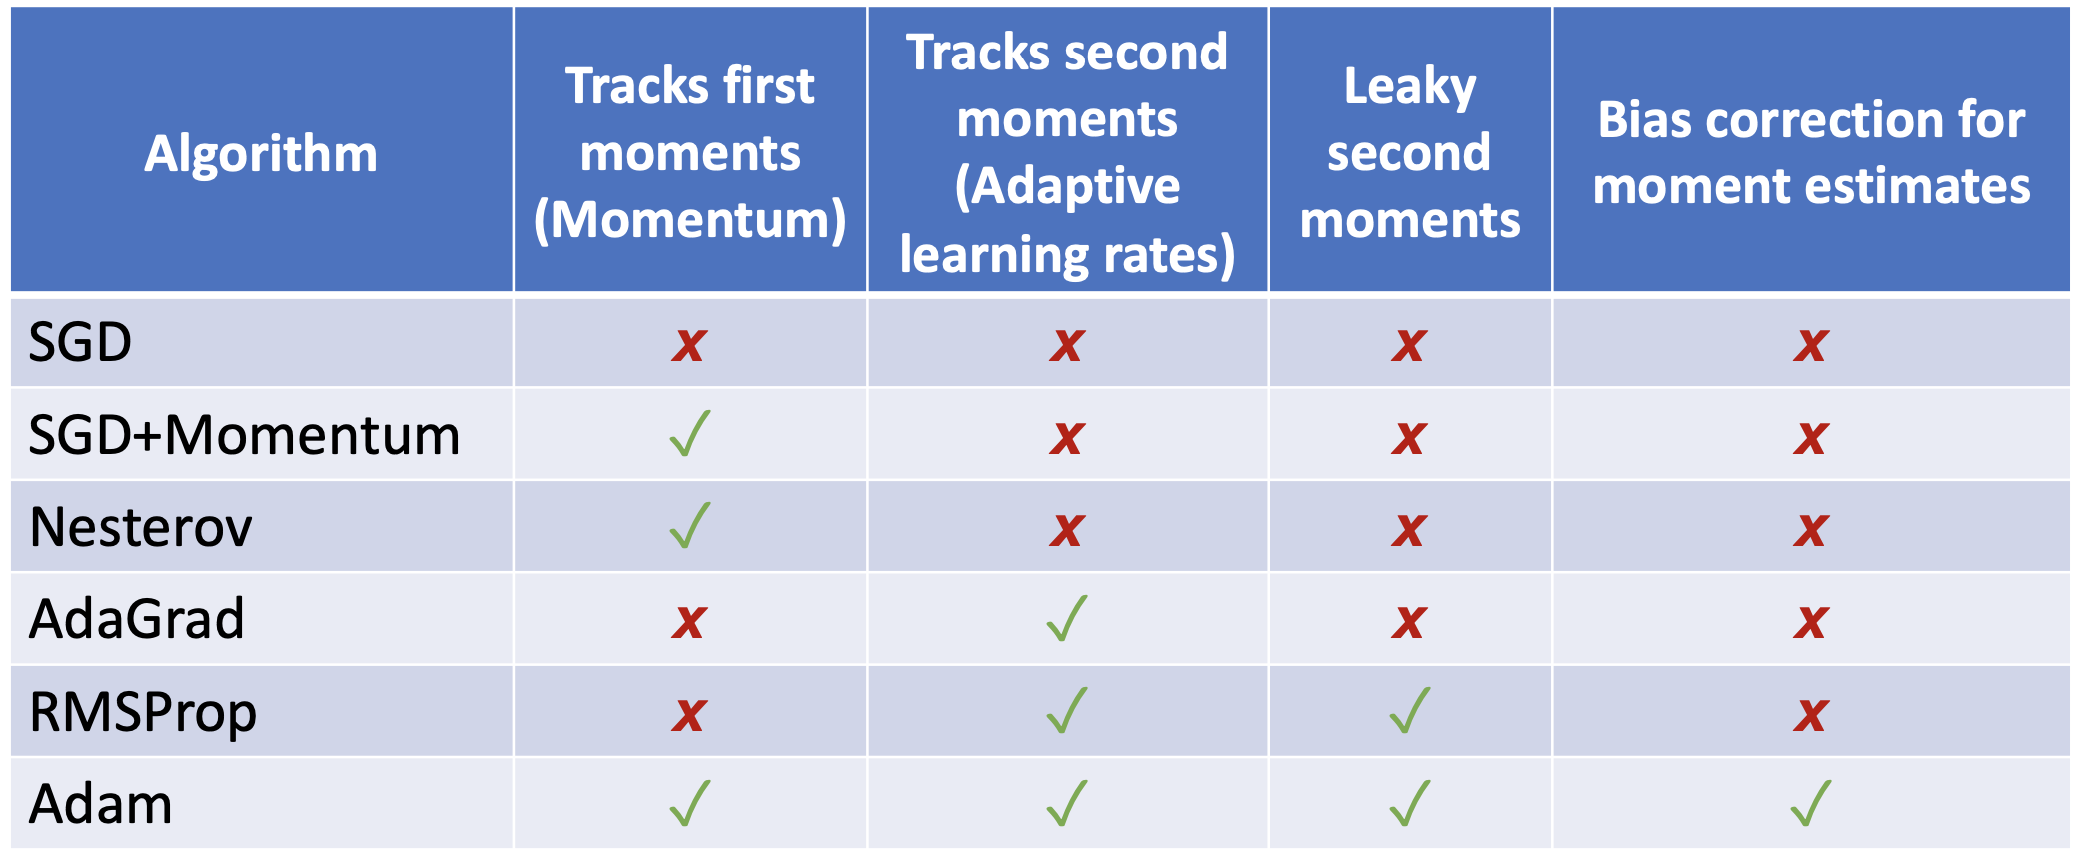 Algorithm
Tracks first
moments
(Momentum)
Tracks second
moments
(Adaptive
learning rates)
Leaky
second
moments
Bias correction for
moment estimates
SGD
x x x x
SGD+Momentum
✓ x x x
Nesterov
✓ x x x
AdaGrad
x ✓ x x
RMSProp
x ✓ ✓ x
Adam
✓ ✓ ✓ ✓